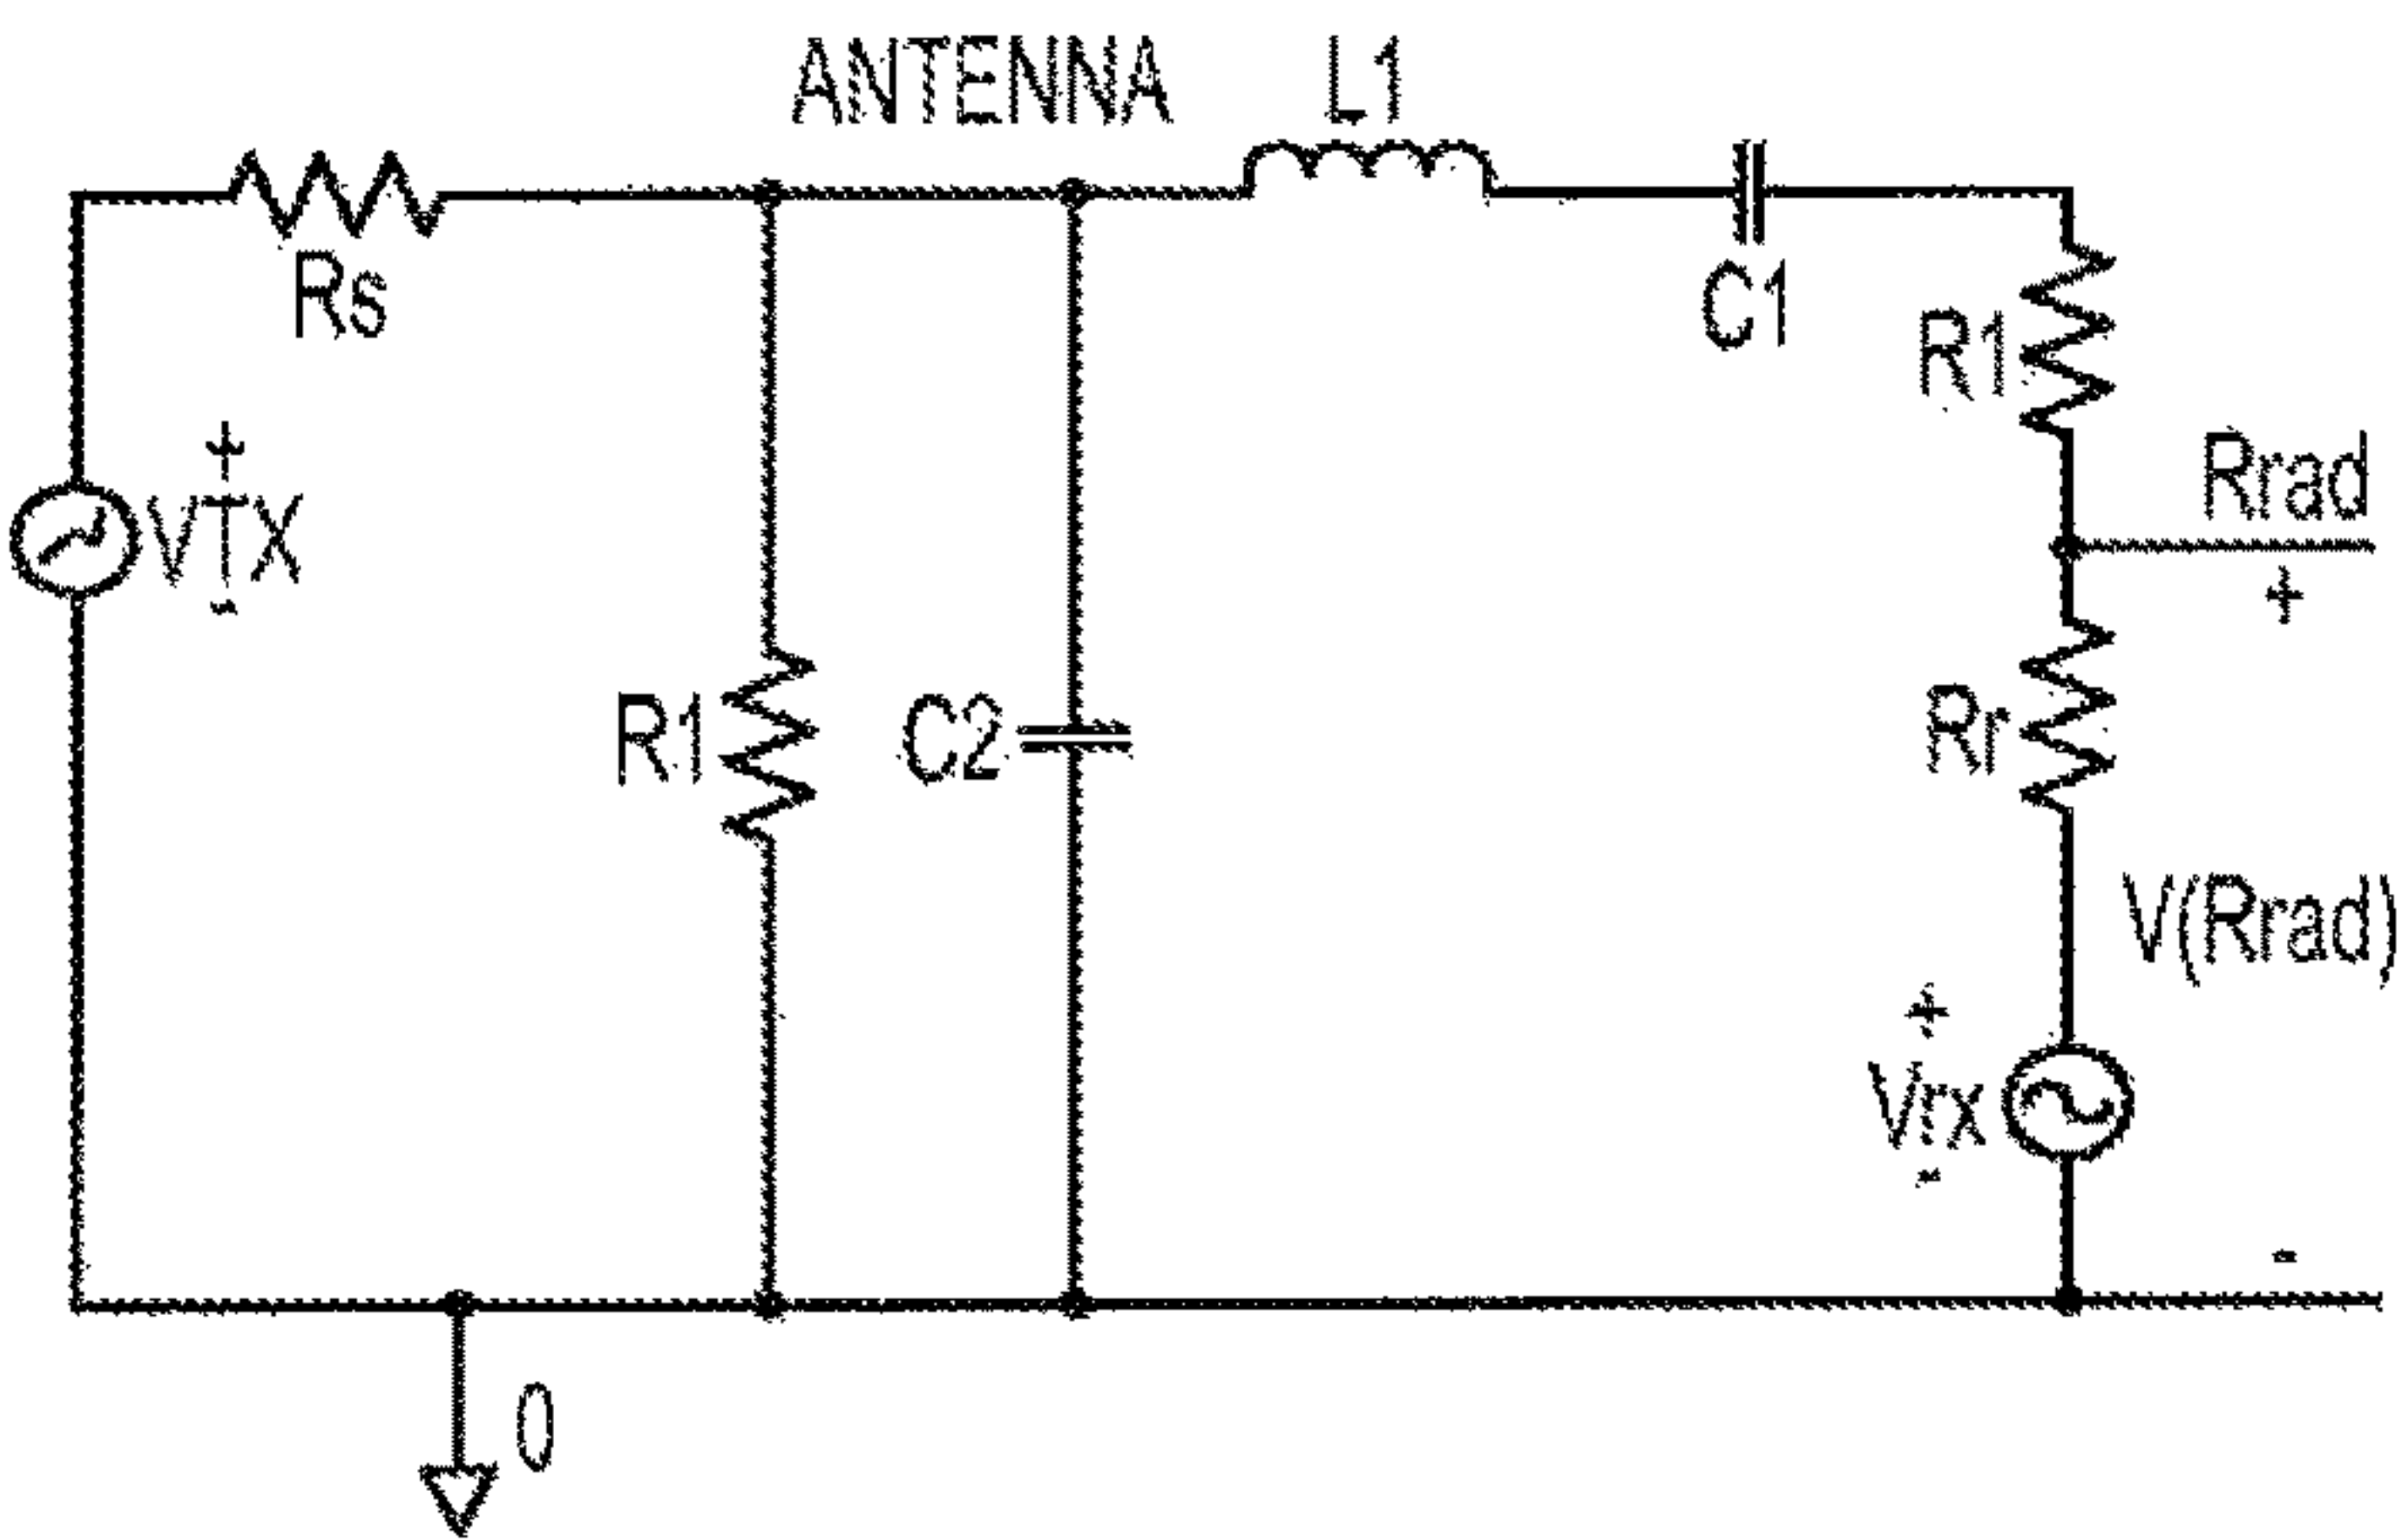 ANTENNA
L1
Rs
C1
R1
Rrad
+
+
VTX
-
R1
C2
Rr
V(Rrad)
+
Vrx
-
-
0